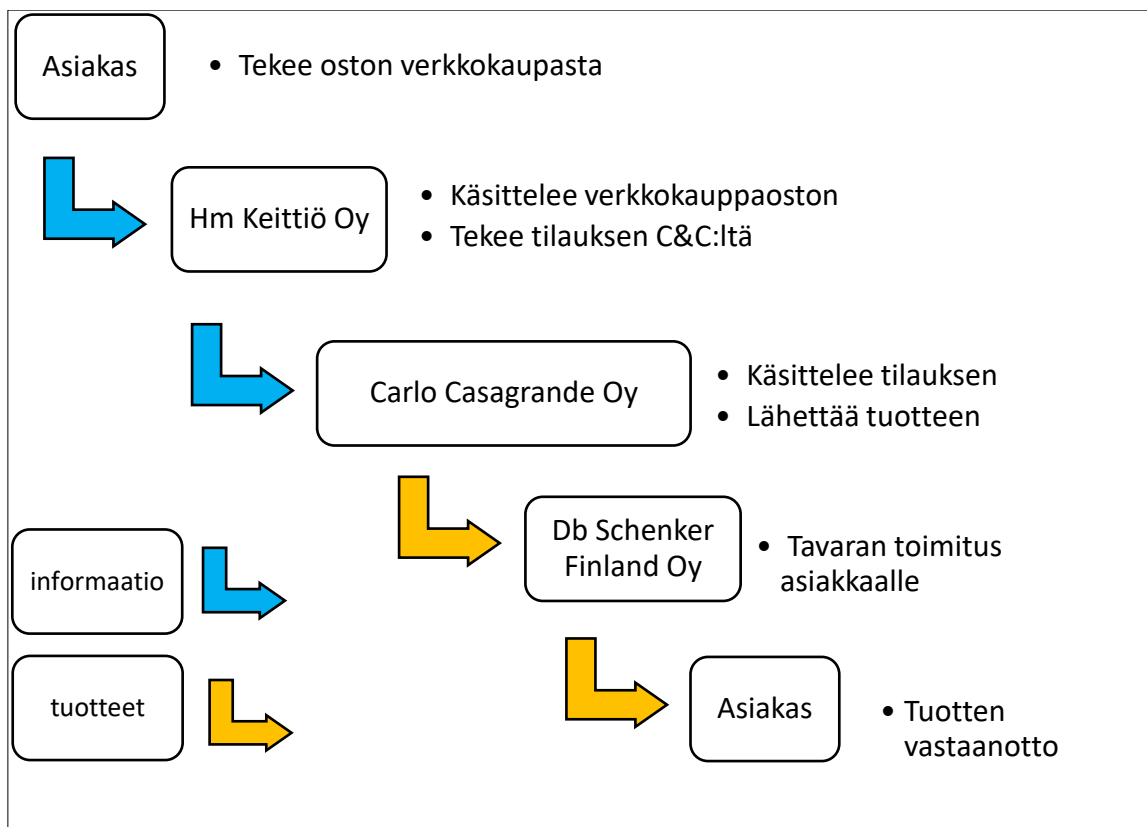 Asiakas
• Tekee oston verkkokaupasta
Hm Keittiö Oy
• Käsittelee verkkokauppaoston
• Tekee tilauksen C&C:ltä
Carlo Casagrande Oy
• Käsittelee tilauksen
• Lähettää tuotteen
Db Schenker
Finland Oy
• Tavaran toimitus
asiakkaalle
informaatio
tuotteet
Asiakas
• Tuotten
vastaanotto